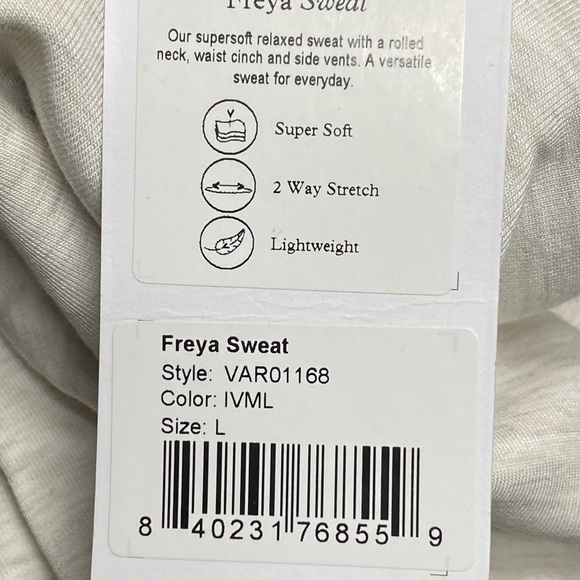 Freya Sweat
Our supersoft relaxed sweat with a rolled
neck, waist cinch and side vents. A versatile
sweat for everyday.
Super Soft
2 Way Stretch
Lightweight
Freya Sweat
Style: VAR01168
Color: IVML
Size: L
8 40231 76855 9